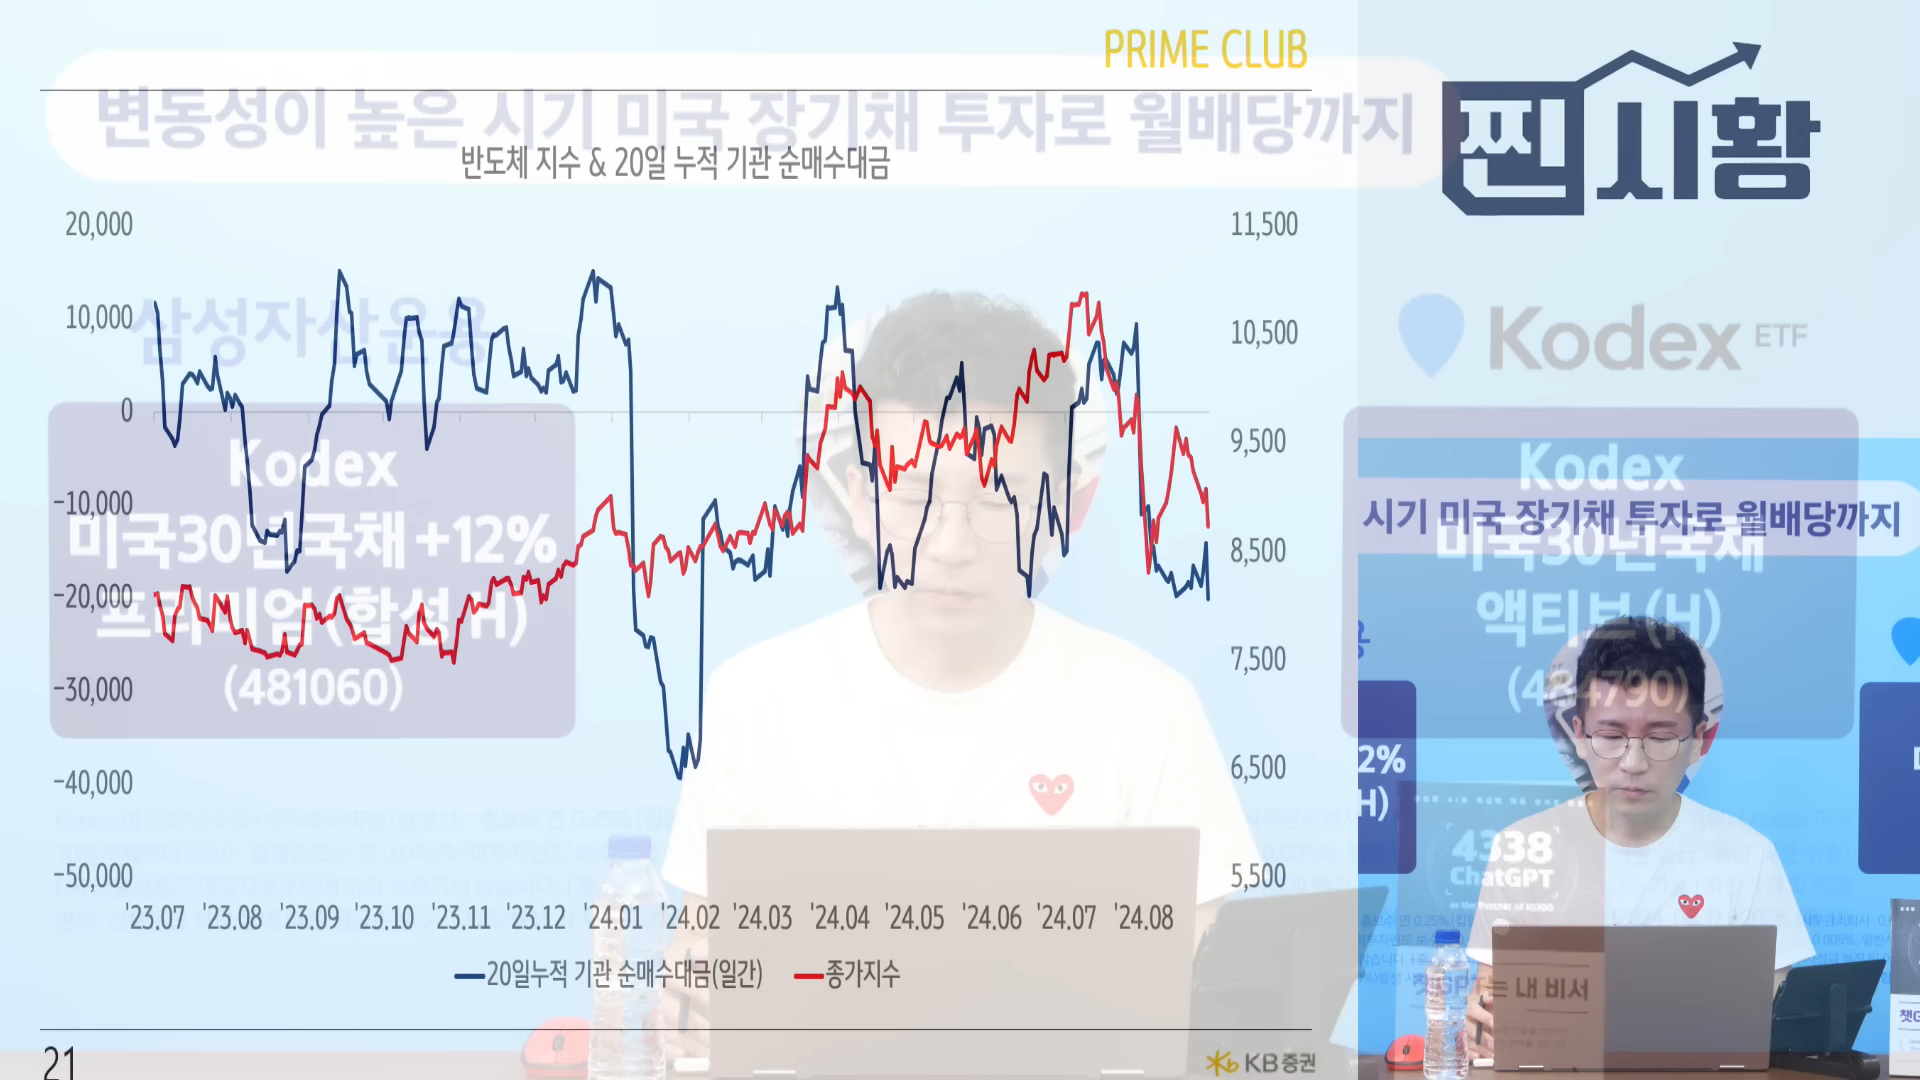 PRIME CLUB
변동성이 높은 시기 미국 장기채 투자로 월배당까지
반도체 지수 & 20일 누적 기관 순매수대금
20,000
10,000
0
-10,000
-20,000
-30,000
-40,000
-50,000
11,500
10,500
9,500
8,500
7,500
6,500
5,500
'23.07 '23.08 '23.09 '23.10 '23.11 '23.12 '24.01 '24.02 '24.03 '24.04 '24.05 '24.06 '24.07 '24.08
20일누적 기관 순매수대금(일간) 종가지수
21
KB증권
삼성자산운용
Kodex
미국30년국채+12%
프리미엄(합성 H)
(481060)
찐시황
Kodex ETF
Kodex
미국30년국채
액티브(H)
(484790)
시기 미국 장기채 투자로 월배당까지
2%
H)
4338
ChatGPT
는 내 비서